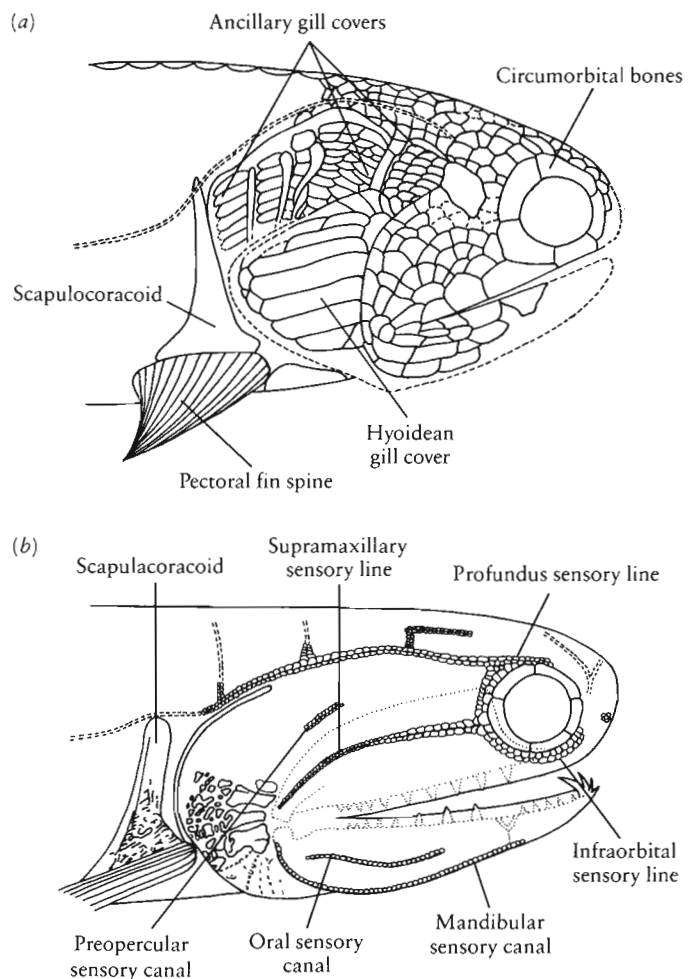 (a)
Ancillary gill covers
Circumorbital bones
Scapulocoracoid
Hyoidean
gill cover
Pectoral fin spine
(b)
Supramaxillary
sensory line
Scapulacoracoid
Profundus sensory line
Infraorbital
sensory line
Mandibular
sensory canal
Oral sensory
canal
Preopercular
sensory canal